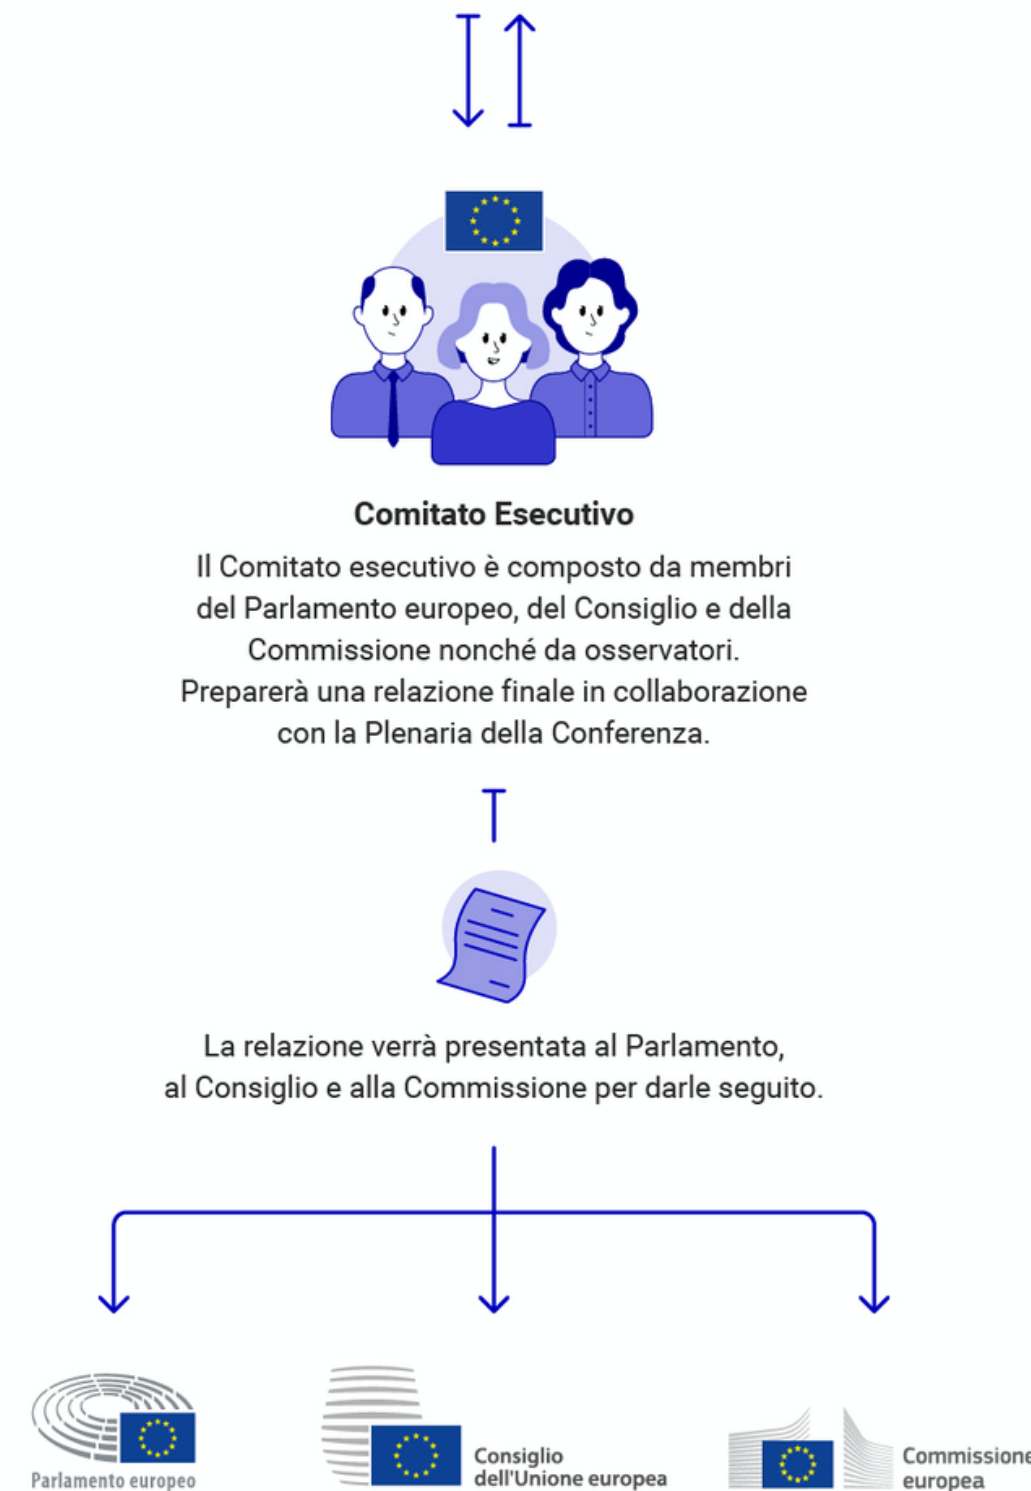 Comitato Esecutivo
Il Comitato esecutivo è composto da membri
del Parlamento europeo, del Consiglio e della
Commissione nonché da osservatori.
Preparerà una relazione finale in collaborazione
con la Plenaria della Conferenza.
La relazione verrà presentata al Parlamento,
al Consiglio e alla Commissione per darle seguito.
Parlamento europeo
Consiglio
dell'Unione europea
Commissione
europea